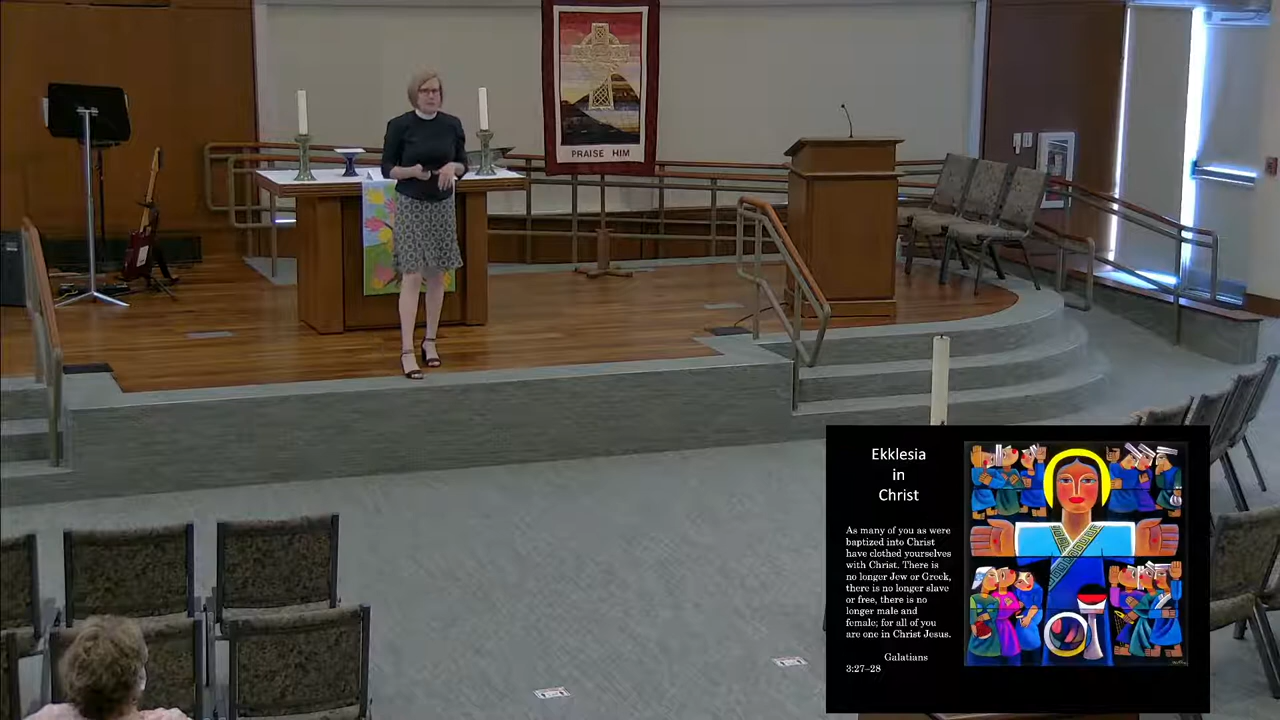 PRAISE HIM
Ekklesia
in
Christ
As many of you as were
baptized into Christ
have clothed yourselves
with Christ. There is
no longer Jew or Greek,
there is no longer slave
or free, there is no
longer male and
female; for all of you
are one in Christ Jesus.
Galatians
3:27-28